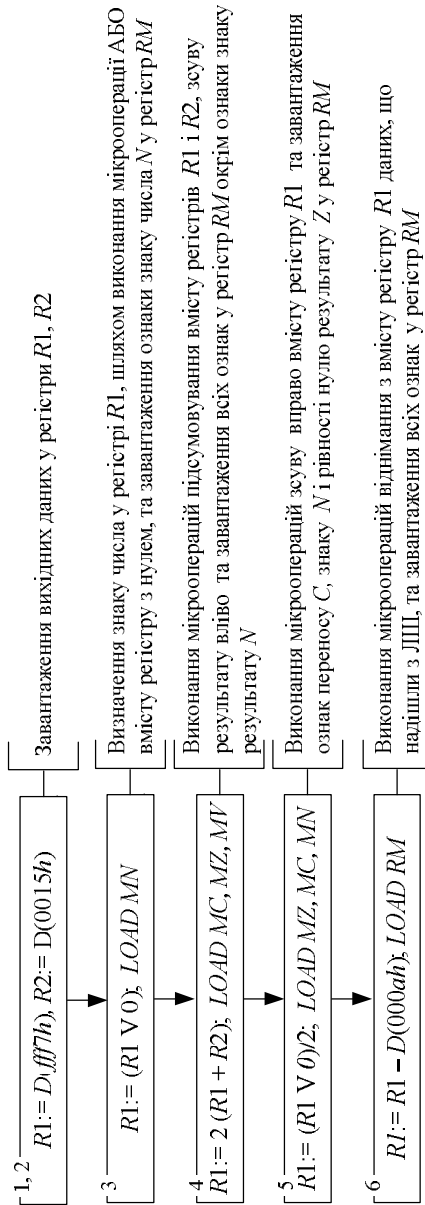 1, 2
R1:= D(fff7h), R2:= D(0015h)
Завантаження вихідних даних у регістри R1, R2
3
R1:= (R1 V 0); LOAD MN
Визначення знаку числа у регістрі R1, шляхом виконання мікрооперації АБО
вмісту регістру з нулем, та завантаження ознаки знаку числа N у регістр RM
4
R1:= 2 (R1 + R2); LOAD MC, MZ, MV
Виконання мікрооперацій підсумовування вмісту регістрів R1 і R2, зсуву
результату вліво та завантаження всіх ознак у регістр RM окрім ознаки знаку
результату N
5
R1:= (R1 V 0)/2; LOAD MZ, MC, MN
Виконання мікрооперацій зсуву вправо вмісту регістру R1 та завантаження
ознак переносу C, знаку N і рівності нулю результату Z у регістр RM
6
R1:= R1 – D(000ah); LOAD RM
Виконання мікрооперацій віднімання з вмісту регістру R1 даних, що
надішли з ЛШ, та завантаження всіх ознак у регістр RM